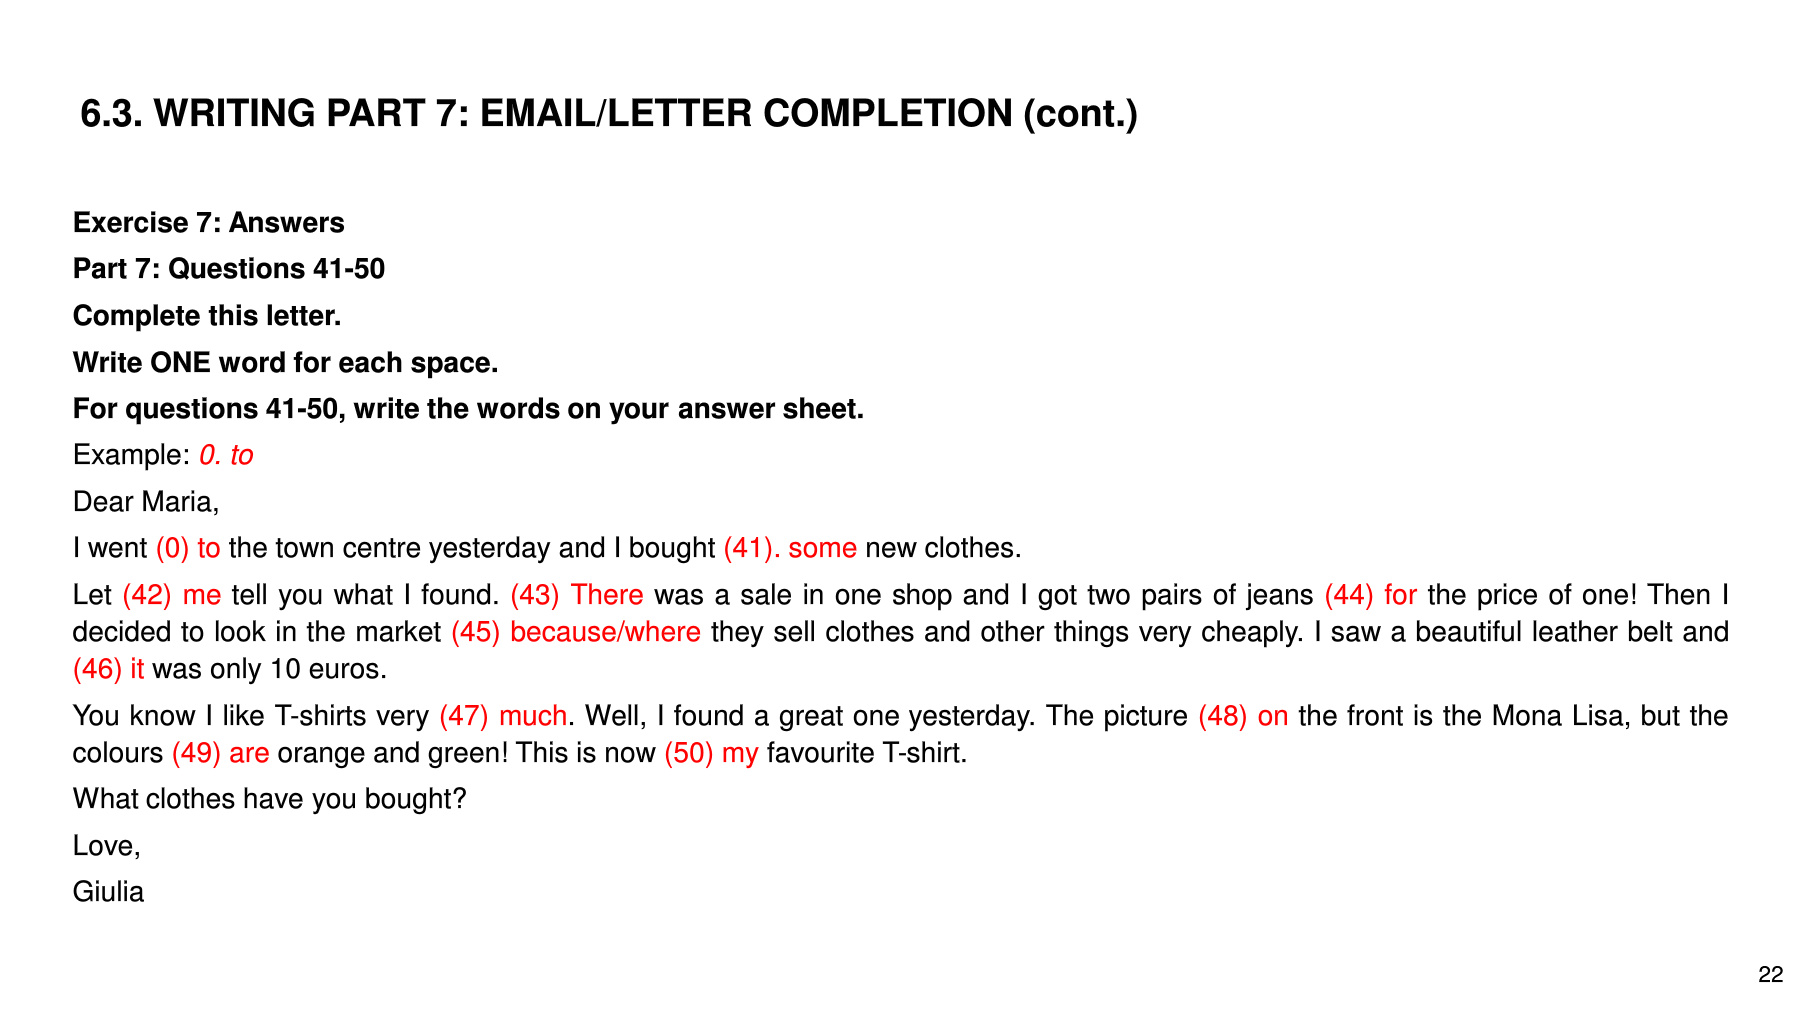 6.3. WRITING PART 7: EMAIL/LETTER COMPLETION (cont.)
Exercise 7: Answers
Part 7: Questions 41-50
Complete this letter.
Write ONE word for each space.
For questions 41-50, write the words on your answer sheet.
Example: 0. to
Dear Maria,
I went (0) to the town centre yesterday and I bought (41). some new clothes.
Let (42) me tell you what I found. (43) There was a sale in one shop and I got two pairs of jeans (44) for the price of one! Then I
decided to look in the market (45) because/where they sell clothes and other things very cheaply. I saw a beautiful leather belt and
(46) it was only 10 euros.
You know I like T-shirts very (47) much. Well, I found a great one yesterday. The picture (48) on the front is the Mona Lisa, but the
colours (49) are orange and green! This is now (50) my favourite T-shirt.
What clothes have you bought?
Love,
Giulia
22